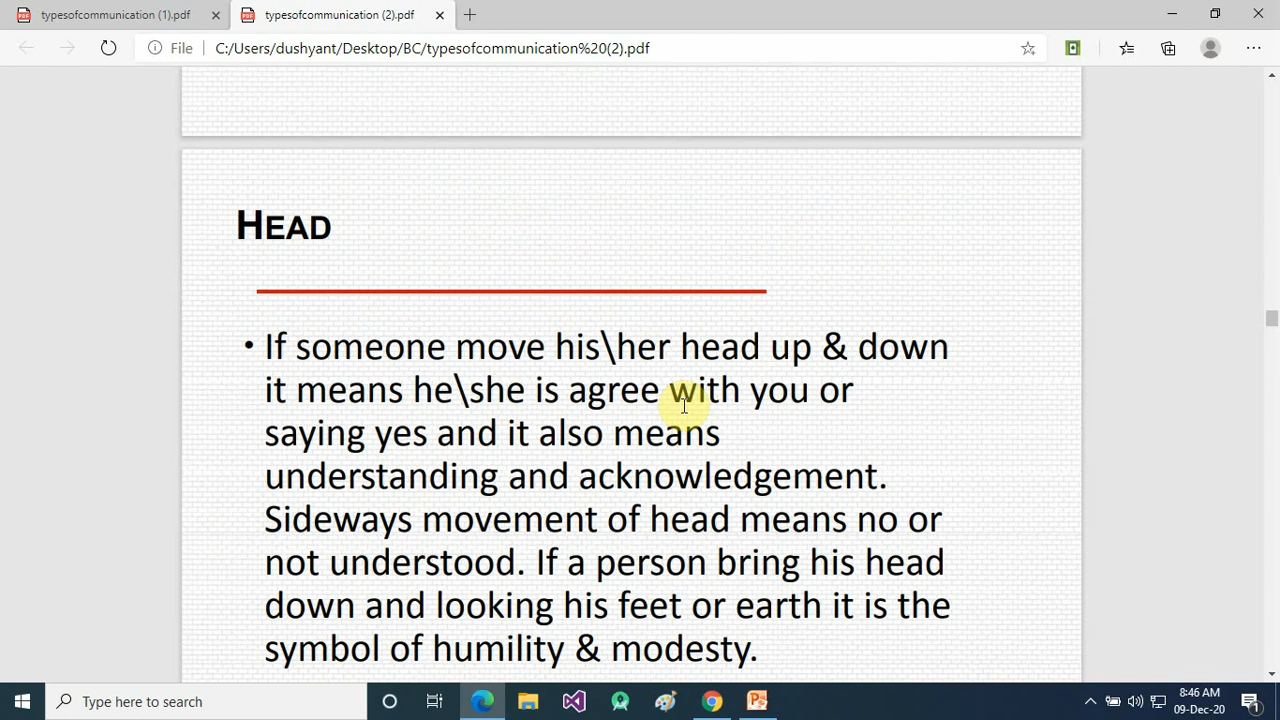 typesofcommunication (1).pdf
typesofcommunication (2).pdf
File C:/Users/dushyant/Desktop/BC/typesofcommunication%20(2).pdf
HEAD
• If someone move his\her head up & down
it means he\she is agree with you or
saying yes and it also means
understanding and acknowledgement.
Sideways movement of head means no or
not understood. If a person bring his head
down and looking his feet or earth it is the
symbol of humility & modesty.
Type here to search
8:46 AM
09-Dec-20
1